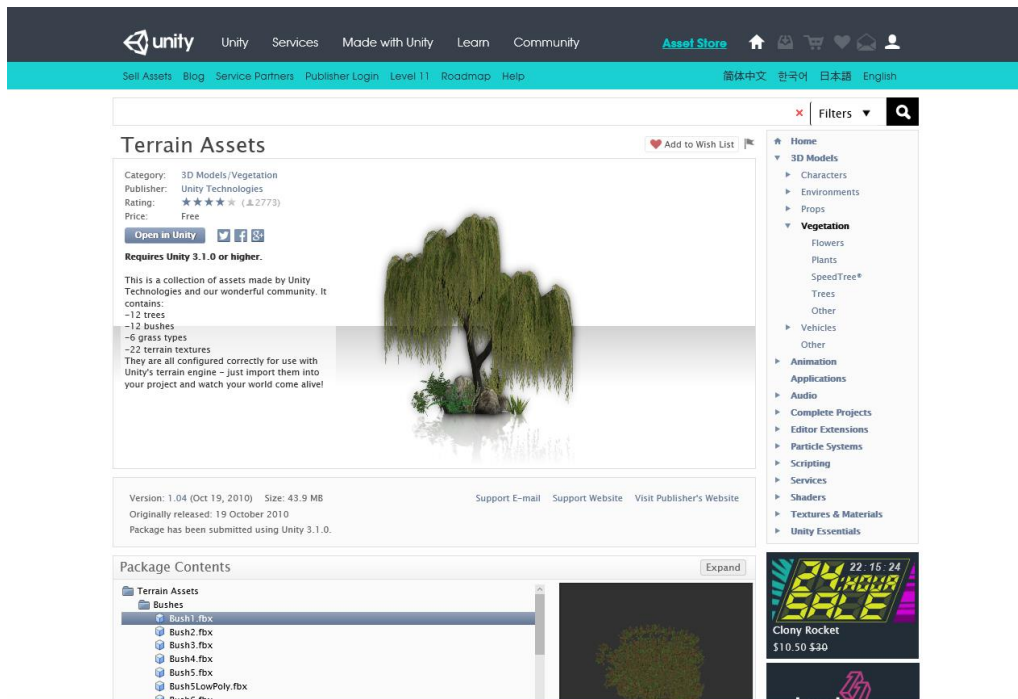 unity Unity Services Made with Unity Learn Community Asset Store
Sell Assets Blog Service Partners Publisher Login Level 11 Roadmap Help 简体中文 한국어 日本語 English
Filters
Terrain Assets
Add to Wish List
Category: 3D Models/Vegetation
Publisher: Unity Technologies
Rating: (2773)
Price: Free
Open in Unity
Requires Unity 3.1.0 or higher.
This is a collection of assets made by Unity
Technologies and our wonderful community. It
contains:
-12 trees
-12 bushes
-6 grass types
-22 terrain textures
They are all configured correctly for use with
Unity's terrain engine – just import them into
your project and watch your world come alive!
Version: 1.04 (Oct 19, 2010) Size: 43.9 MB
Support E-mail Support Website Visit Publisher's Website
Originally released: 19 October 2010
Package has been submitted using Unity 3.1.0.
Package Contents
Expand
Terrain Assets
Bushes
Bush1.fbx
Bush2.fbx
Bush3.fbx
Bush4.fbx
Bush5.fbx
Bush5LowPoly.fbx
Home
3D Models
Characters
Environments
Props
Vegetation
Flowers
Plants
SpeedTree®
Trees
Other
Vehicles
Other
Animation
Applications
Audio
Complete Projects
Editor Extensions
Particle Systems
Scripting
Services
Shaders
Textures & Materials
Unity Essentials
22:15:24
24 HOUR
SALE
Clony Rocket
$10.50 $30